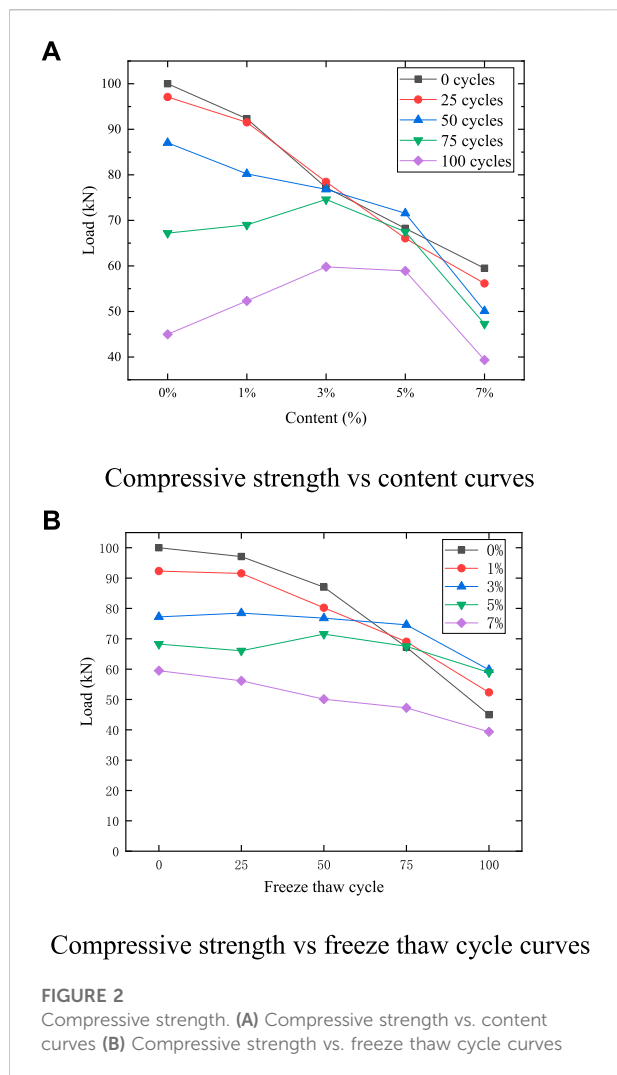 A
0 cycles
25 cycles
50 cycles
75 cycles
100 cycles
100
90
80
70
60
50
40
Load (kN)
0% 1% 3% 5% 7%
Content (%)
Compressive strength vs content curves
B
0%
1%
3%
5%
7%
100
90
80
70
60
50
40
30
20
10
0
Load (kN)
0 25 50 75 100
Freeze thaw cycle
Compressive strength vs freeze thaw cycle curves
FIGURE 2
Compressive strength. (A) Compressive strength vs. content
curves (B) Compressive strength vs. freeze thaw cycle curves